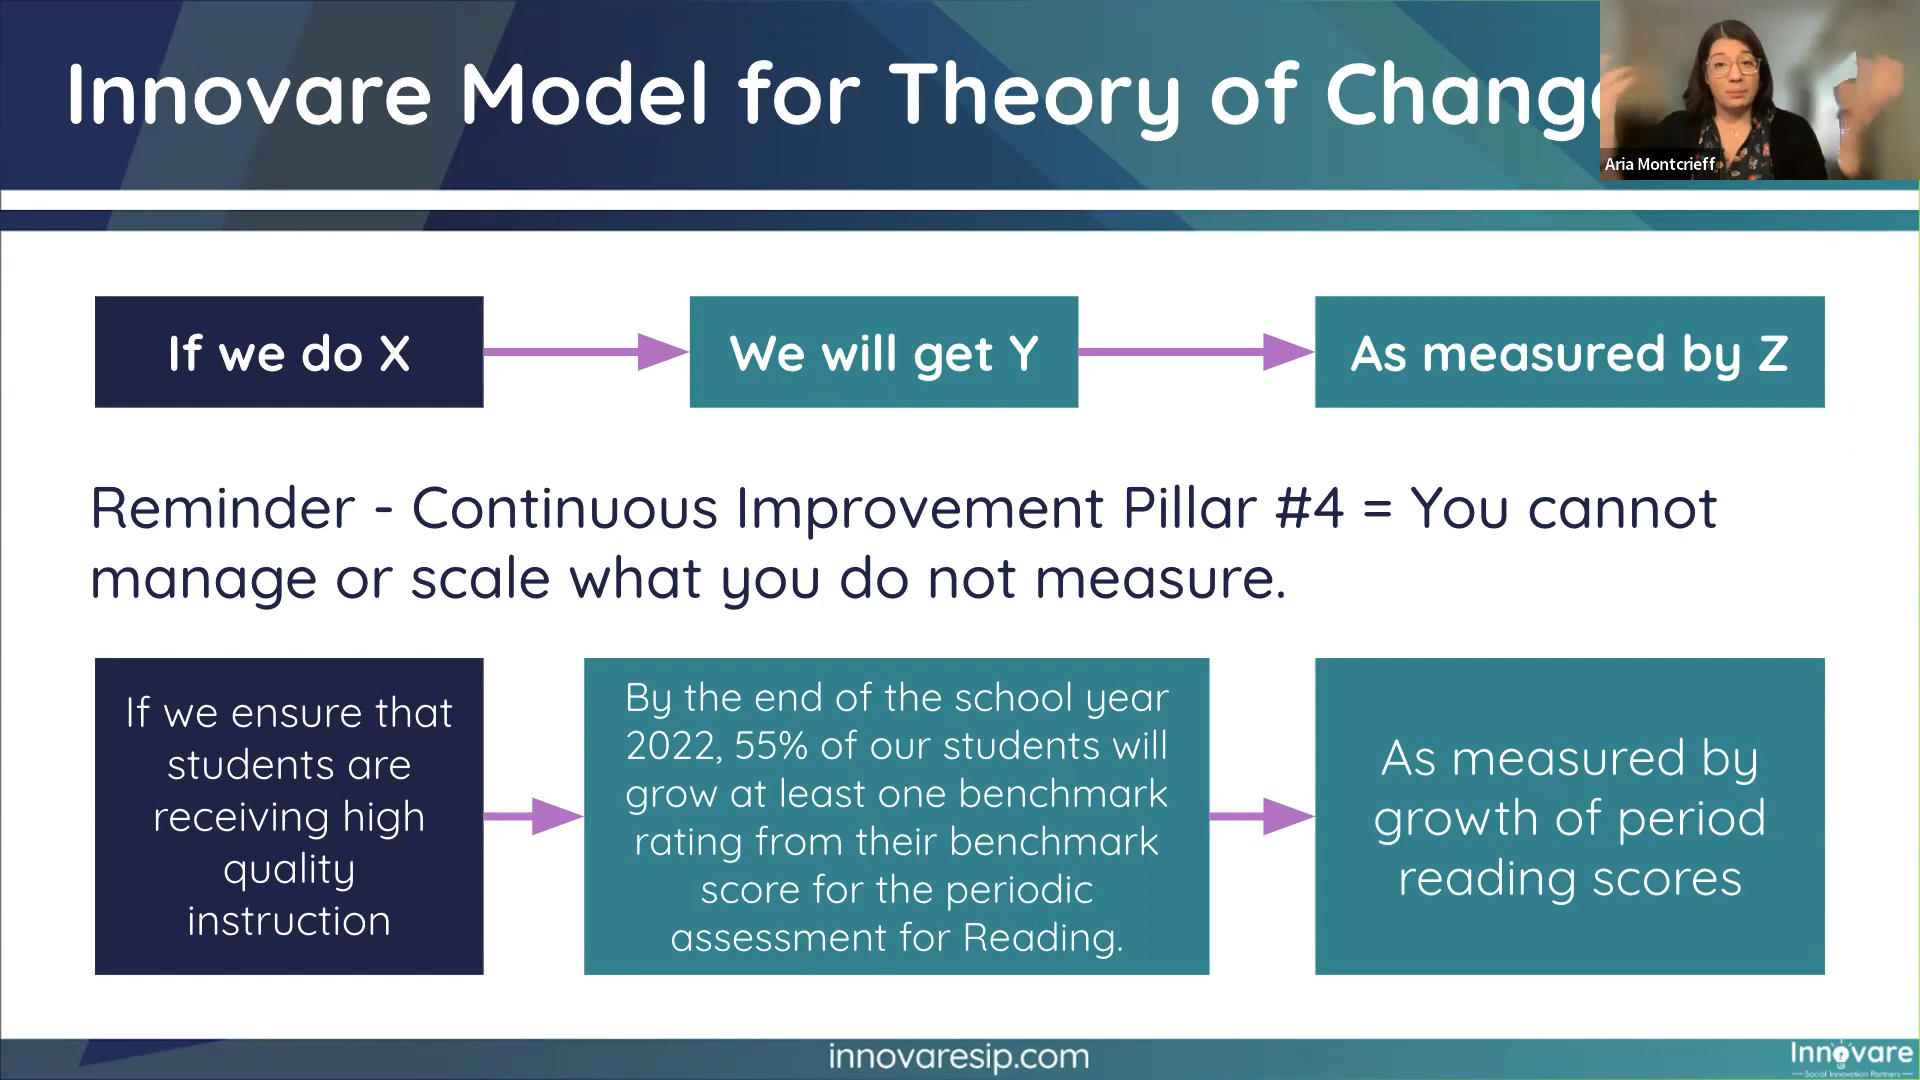 Innovare Model for Theory of Chang
Aria Montcrieff
If we do X
We will get Y
As measured by Z
Reminder - Continuous Improvement Pillar #4 = You cannot
manage or scale what you do not measure.
If we ensure that
students are
receiving high
quality
instruction
By the end of the school year
2022, 55% of our students will
grow at least one benchmark
rating from their benchmark
score for the periodic
assessment for Reading.
As measured by
growth of period
reading scores
innovaresip.com
Innovare
Social Innovation Partners